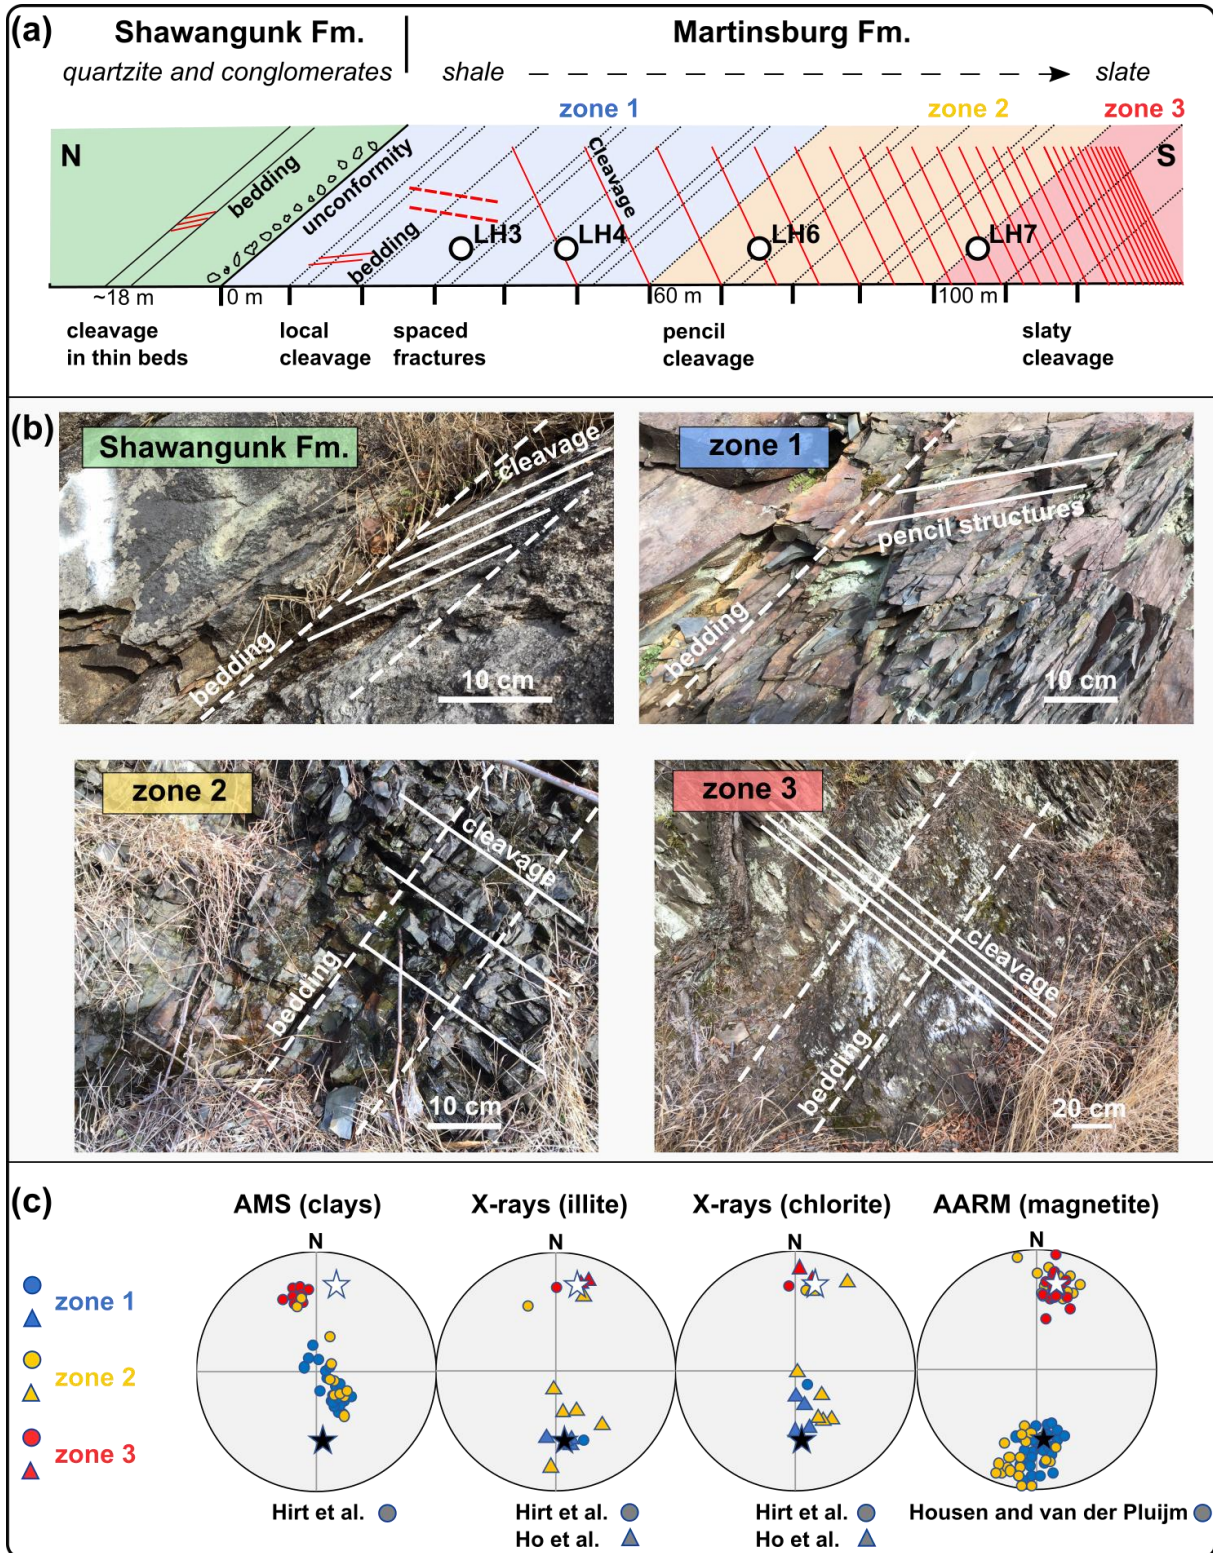 (a)
Shawangunk Fm.
Martinsburg Fm.
quartzite and conglomerates
shale
slate
zone 1
zone 2
zone 3
N
S
bedding
unconformity
bedding
Cleavage
LH3
LH4
LH6
LH7
~18 m
0 m
60 m
100 m
cleavage
in thin beds
local
cleavage
spaced
fractures
pencil
cleavage
slaty
cleavage
(b)
Shawangunk Fm.
cleavage
bedding
10 cm
zone 1
pencil structures
bedding
10 cm
zone 2
cleavage
bedding
10 cm
zone 3
cleavage
bedding
20 cm
(c)
AMS (clays)
X-rays (illite)
X-rays (chlorite)
AARM (magnetite)
N
N
N
N
zone 1
zone 2
zone 3
Hirt et al.
Hirt et al.
Ho et al.
Hirt et al.
Ho et al.
Housen and van der Pluijm